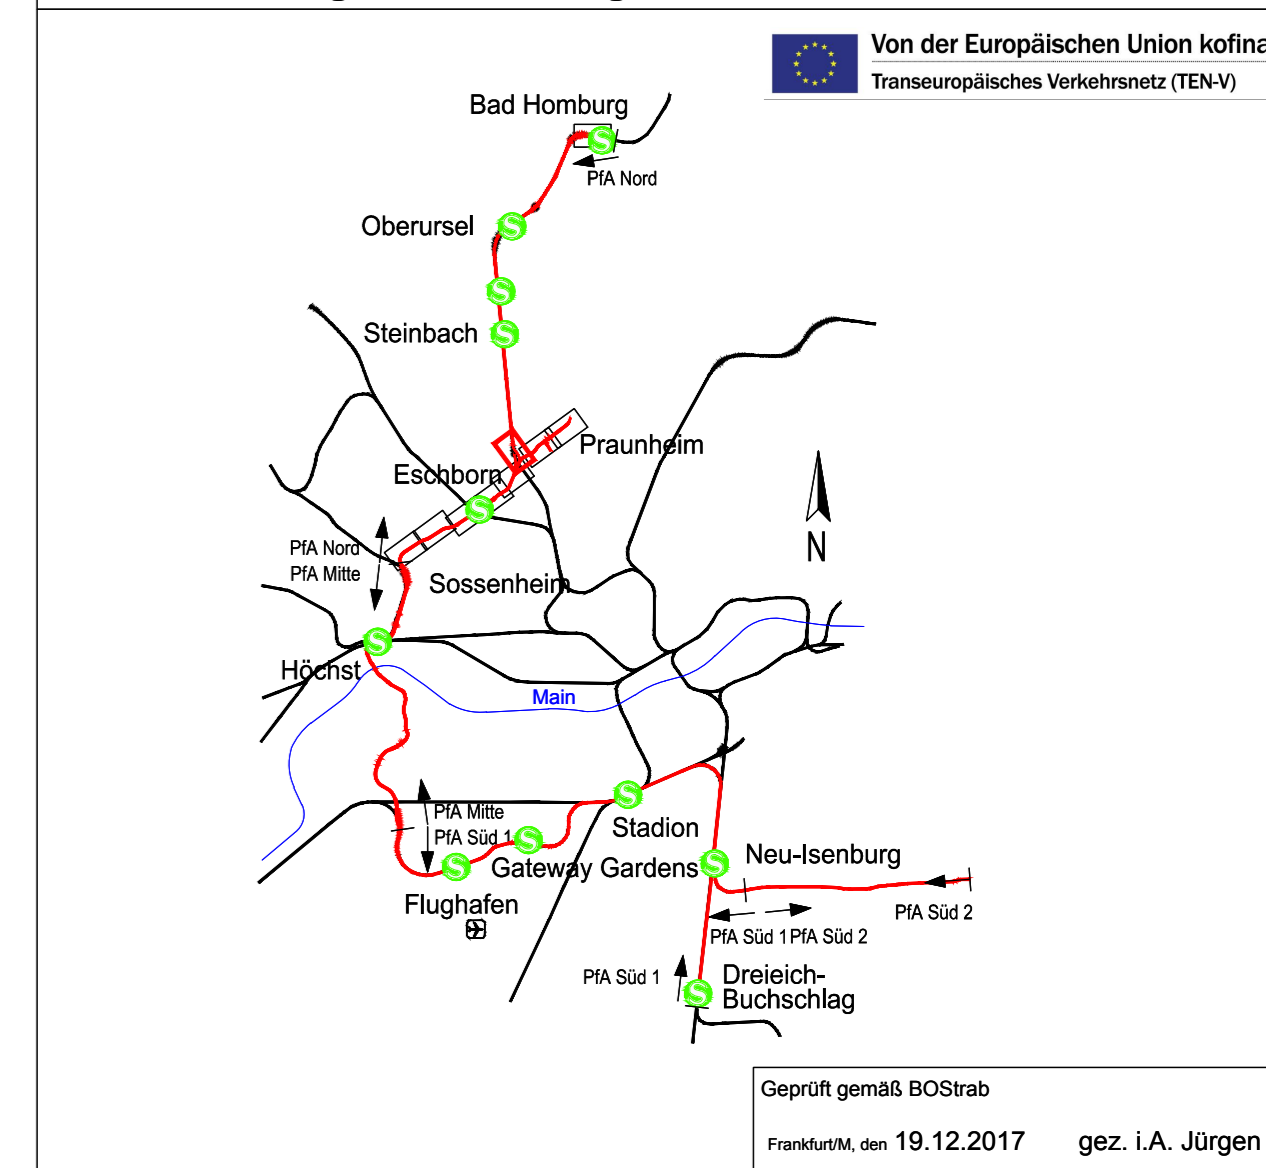 Von der Europäischen Union kofina
Transeuropäisches Verkehrsnetz (TEN-V)
Bad Homburg
PfA Nord
Oberursel
Steinbach
Praunheim
Eschborn
N
PfA Nord
PfA Mitte
Sossenheim
Höchst
Main
PfA Mitte
PfA Süd 1
Stadion
Gateway Gardens
Neu-Isenburg
Flughafen
PfA Süd 2
PfA Süd 1 PfA Süd 2
PfA Süd 1
Dreieich-
Buchschlag
Geprüft gemäß BOStrab
Frankfurt/M, den 19.12.2017 gez. i.A. Jürgen